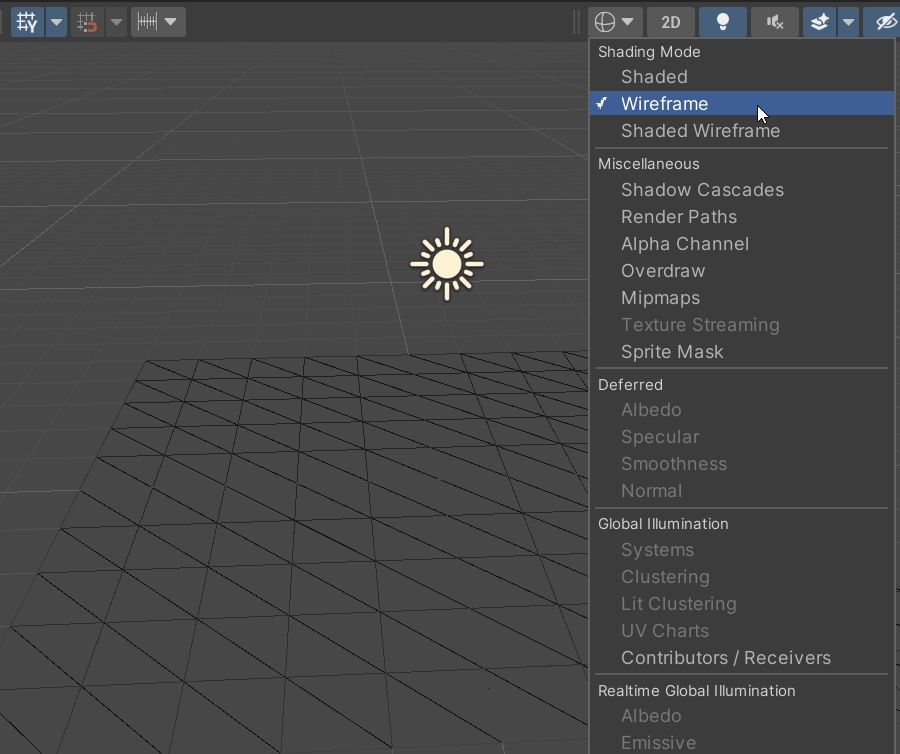 Y
2D
Shading Mode
Shaded
Wireframe
Shaded Wireframe
Miscellaneous
Shadow Cascades
Render Paths
Alpha Channel
Overdraw
Mipmaps
Texture Streaming
Sprite Mask
Deferred
Albedo
Specular
Smoothness
Normal
Global Illumination
Systems
Clustering
Lit Clustering
UV Charts
Contributors / Receivers
Realtime Global Illumination
Albedo
Emissive